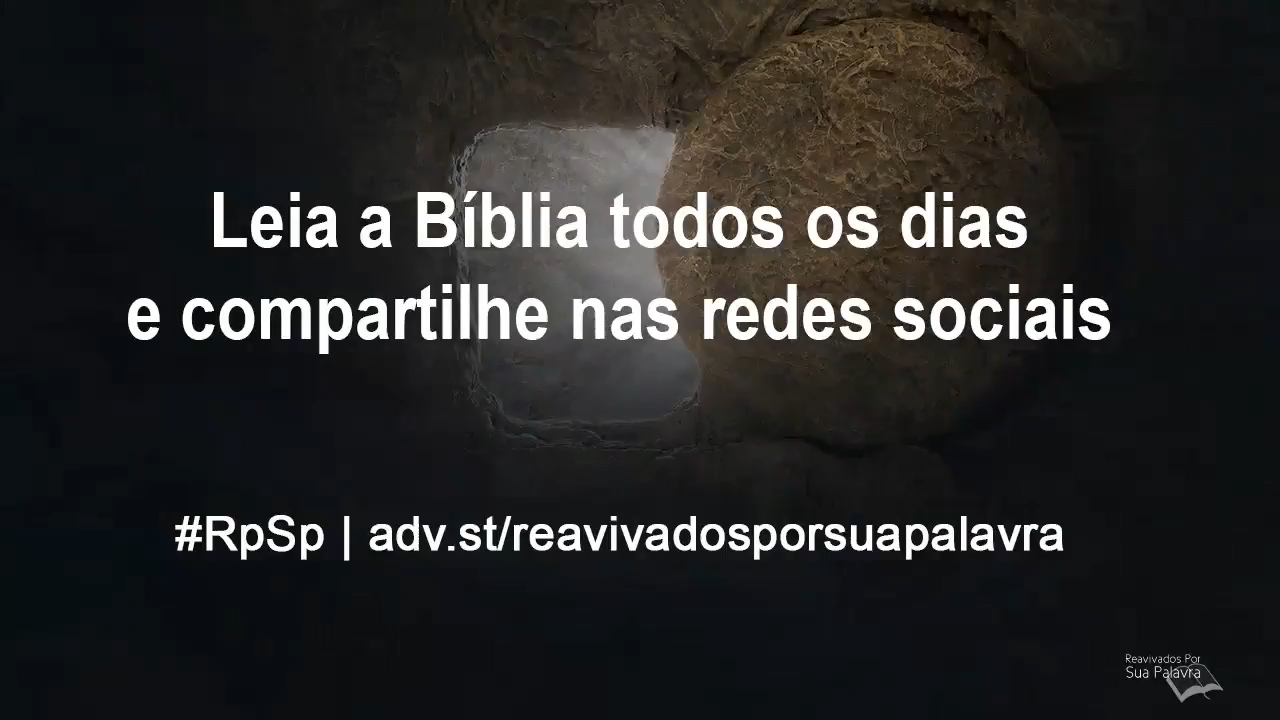 Leia a Bíblia todos os dias
e compartilhe nas redes sociais
#RpSp | adv.st/reavivadosporsuapalavra
Reavivados Por
Sua Palavra